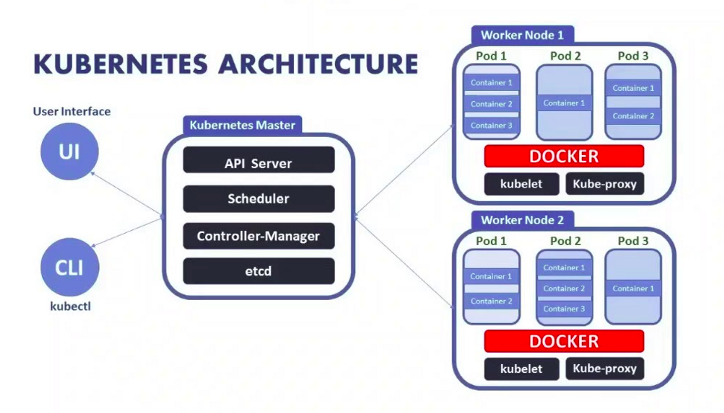 KUBERNETES ARCHITECTURE
User Interface
UI
CLI
kubectl
Kubernetes Master
API Server
Scheduler
Controller-Manager
etcd
Worker Node 1
Pod 1 Pod 2 Pod 3
Container 1
Container 2
Container 3
Container 1
Container 1
Container 2
DOCKER
kubelet Kube-proxy
Worker Node 2
Pod 1 Pod 2 Pod 3
Container 1
Container 2
Container 1
Container 2
Container 3
Container 1
DOCKER
kubelet Kube-proxy